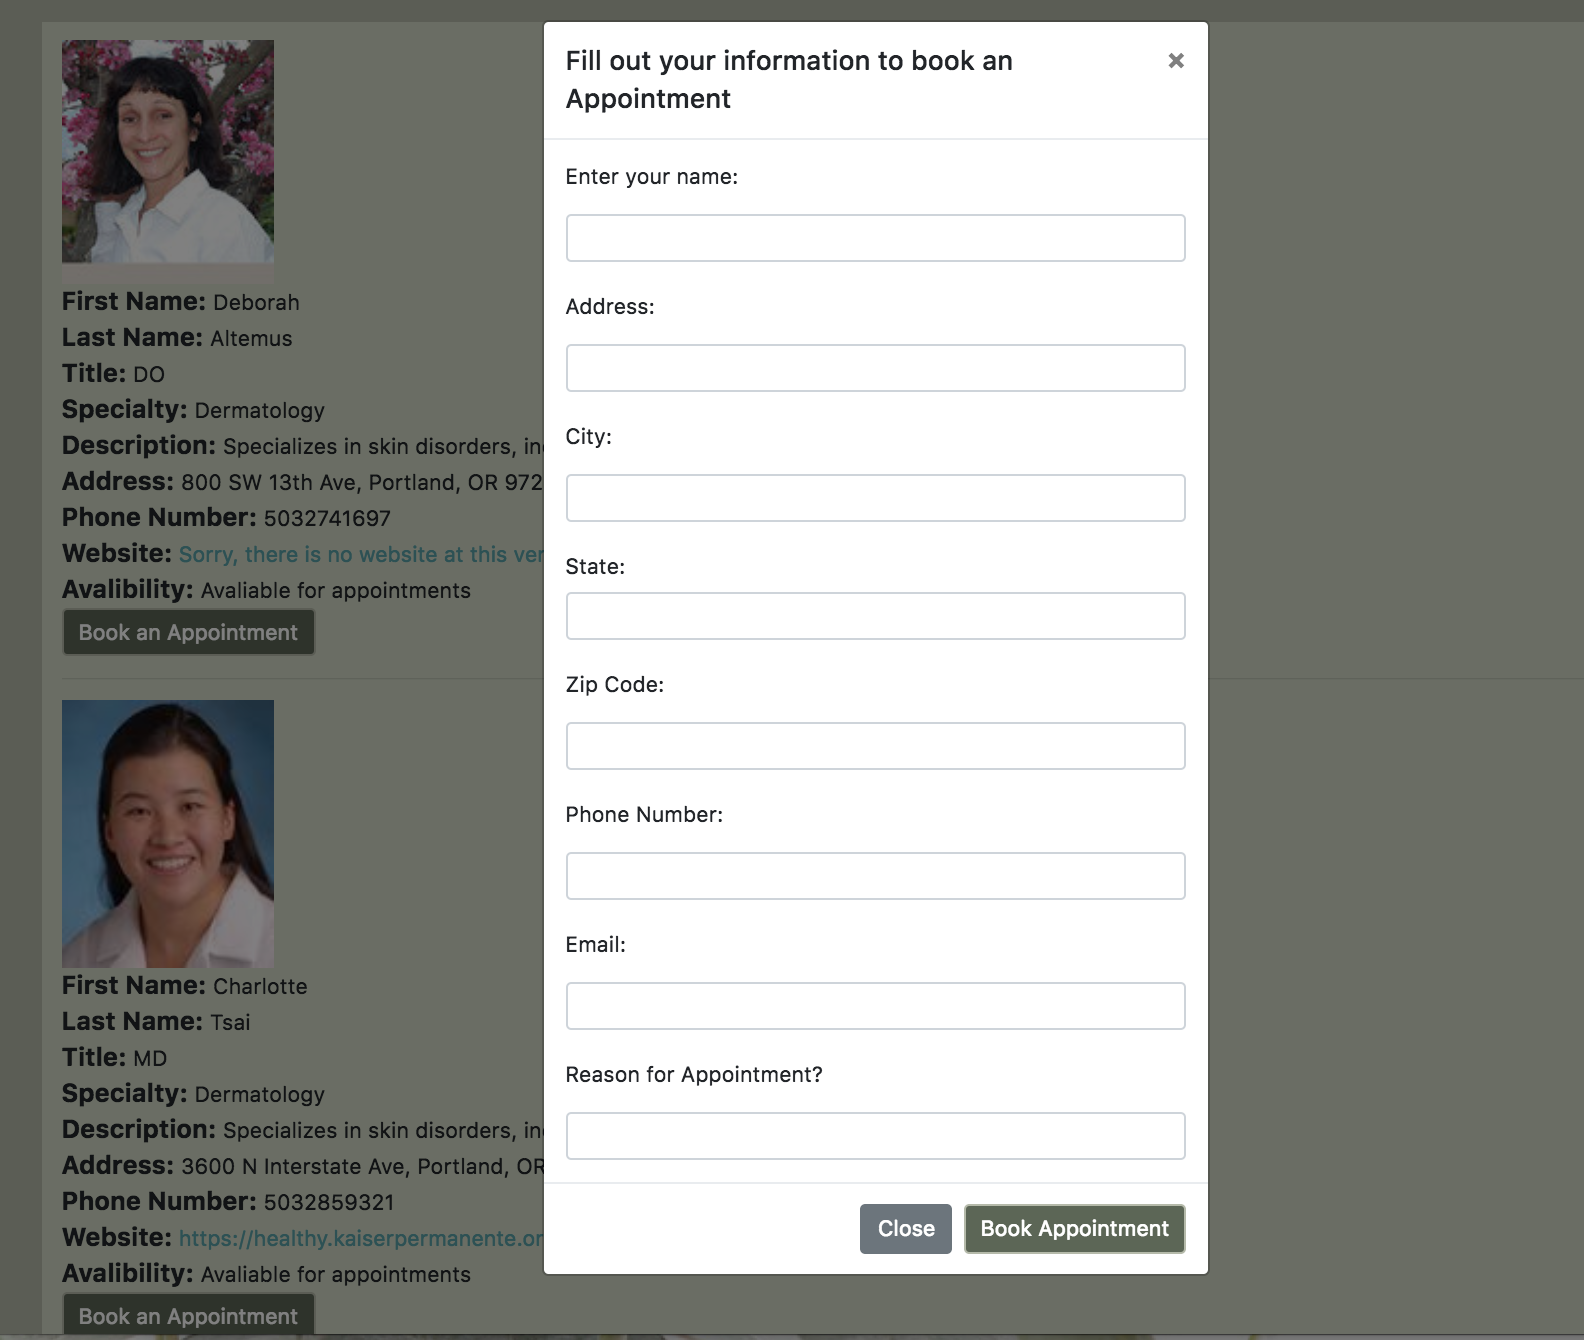 First Name: Deborah
Last Name: Altemus
Title: DO
Specialty: Dermatology
Description: Specializes in skin disorders,
Address: 800 SW 13th Ave, Portland, OR 972
Phone Number: 5032741697
Website: Sorry, there is no website at this
Avalibility: Avaliable for appointments
Book an Appointment
First Name: Charlotte
Last Name: Tsai
Title: MD
Specialty: Dermatology
Description: Specializes in skin disorders,
Address: 3600 N Interstate Ave, Portland, OR
Phone Number: 5032859321
Website: https://healthy.kaiserpermanente.or
Avalibility: Avaliable for appointments
Book an Appointment
Fill out your information to book an
Appointment
×
Enter your name:
Address:
City:
State:
Zip Code:
Phone Number:
Email:
Reason for Appointment?
Close
Book Appointment